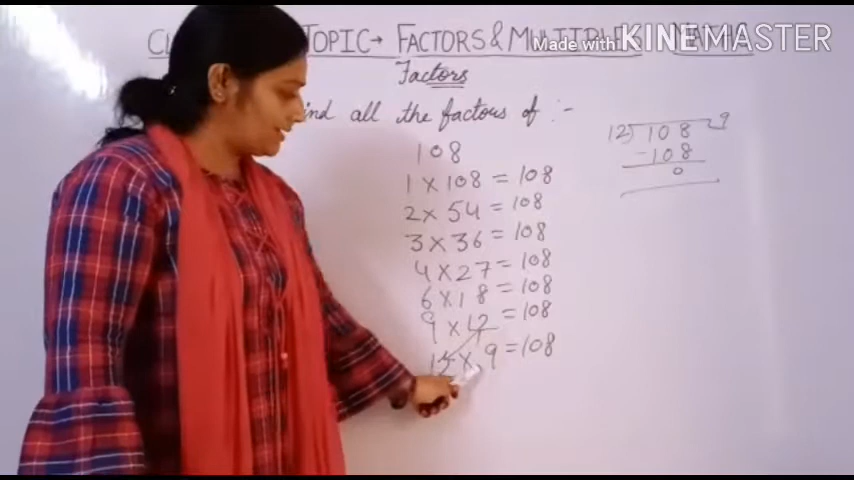 TOPIC→ FACTORS & MULTIPLE MATHS
Made with KINEMASTER
Factors
ind all the factors of :-
108
1 × 108 = 108
2 × 54 = 108
3 × 36 = 108
4 × 27 = 108
6 × 18 = 108
9 × 12 = 108
12 × 9 = 108
12) 108 9
-108
0